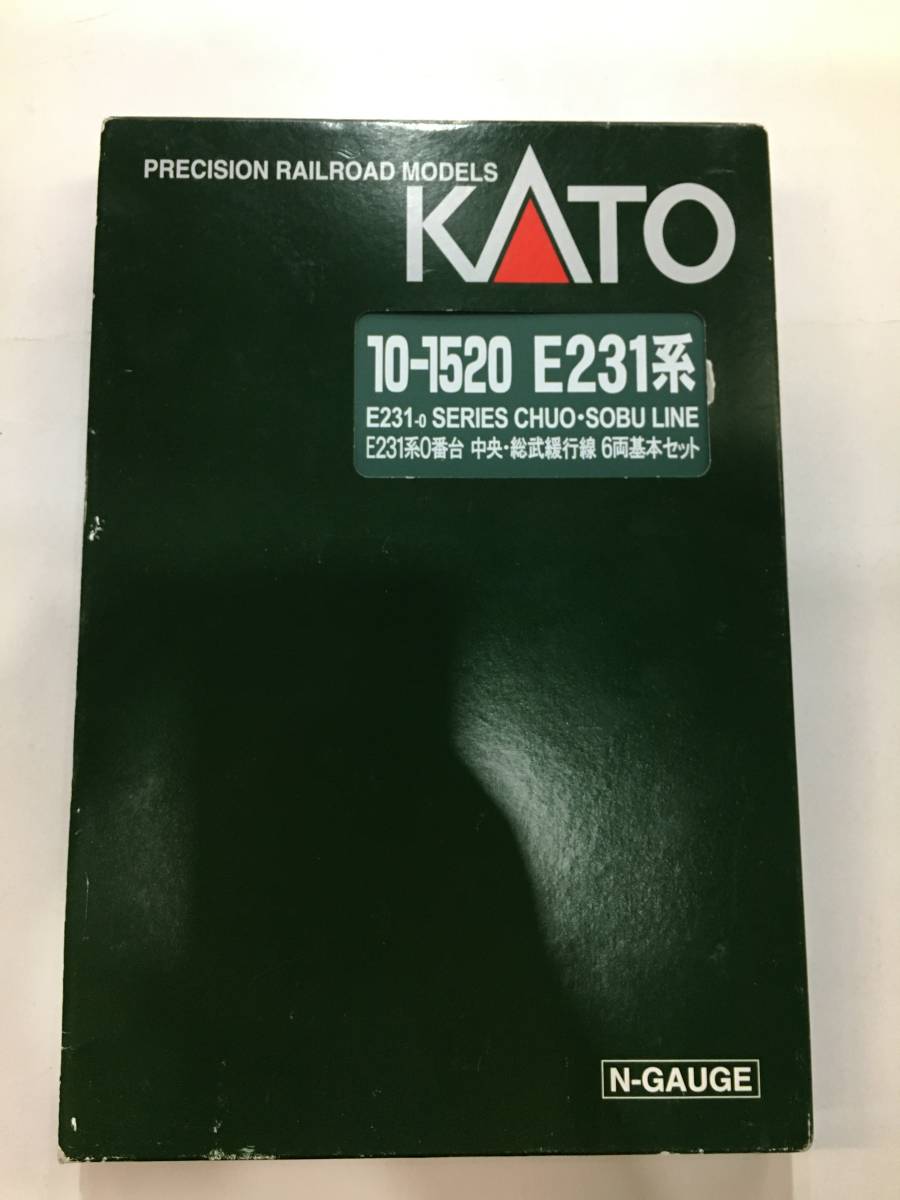 PRECISION RAILROAD MODELS
KATO
10-1520 E231系
E231-0 SERIES CHUO・SOBU LINE
E231系0番台 中央・総武緩行線 6両基本セット
N-GAUGE